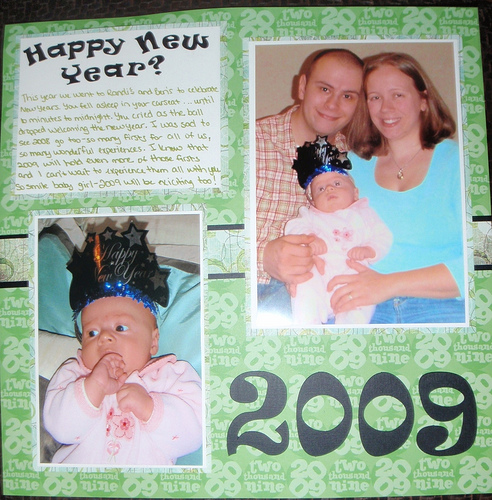 Happy New
Year?
This year we went to Randi's and Ben's to celebrate
New Years. You fell asleep in your carseat ... until
10 minutes to midnight. You cried as the ball
dropped welcoming the new year. I was sad to
see 2008 go too - so many firsts for all of us,
so many wonderful experiences. I know that
2009 will hold even more of those firsts
and I can't wait to experience them all with you
So smile baby girl - 2009 will be exciting too!
Happy
New Year
2009
two
thousand
nine
2009